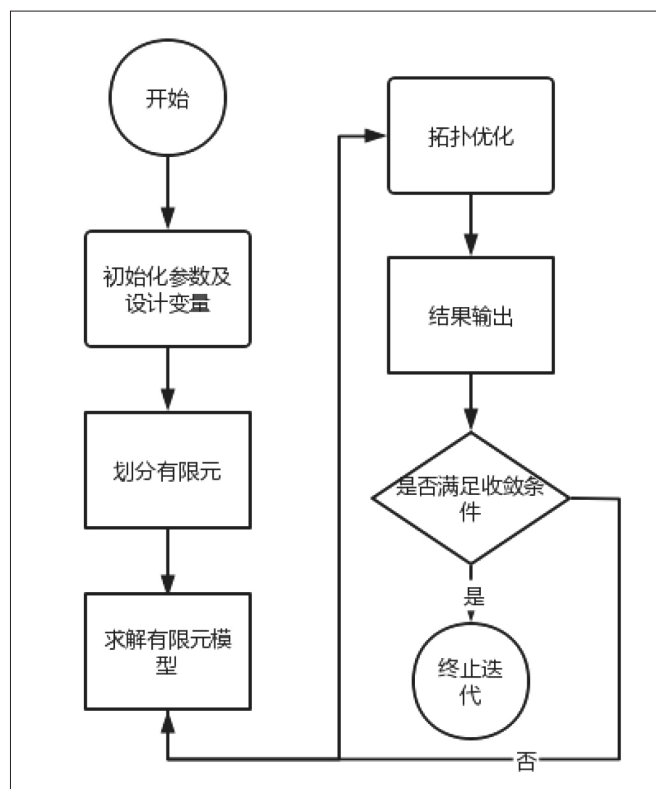 开始
初始化参数及
设计变量
划分有限元
求解有限元模
型
拓扑优化
结果输出
是否满足收敛条
件
是
终止迭
代
否